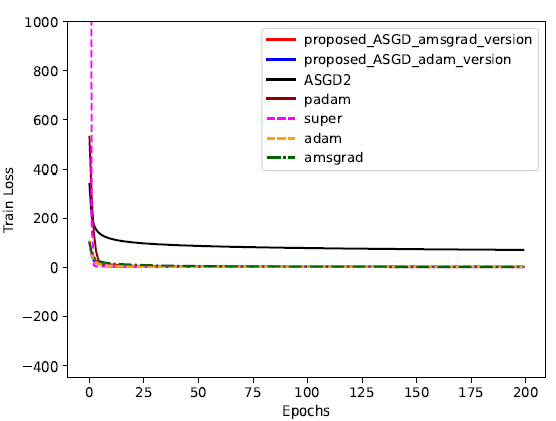 1000
800
600
400
200
0
−200
−400
Train Loss
0 25 50 75 100 125 150 175 200
Epochs
proposed_ASGD_amsgrad_version
proposed_ASGD_adam_version
ASGD2
padam
super
adam
amsgrad